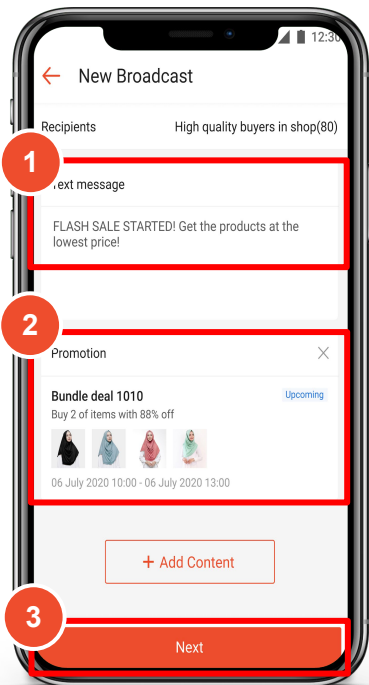 12:30
New Broadcast
Recipients High quality buyers in shop(80)
1
Text message
FLASH SALE STARTED! Get the products at the
lowest price!
2
Promotion
Bundle deal 1010 Upcoming
Buy 2 of items with 88% off
06 July 2020 10:00 - 06 July 2020 13:00
+ Add Content
3
Next